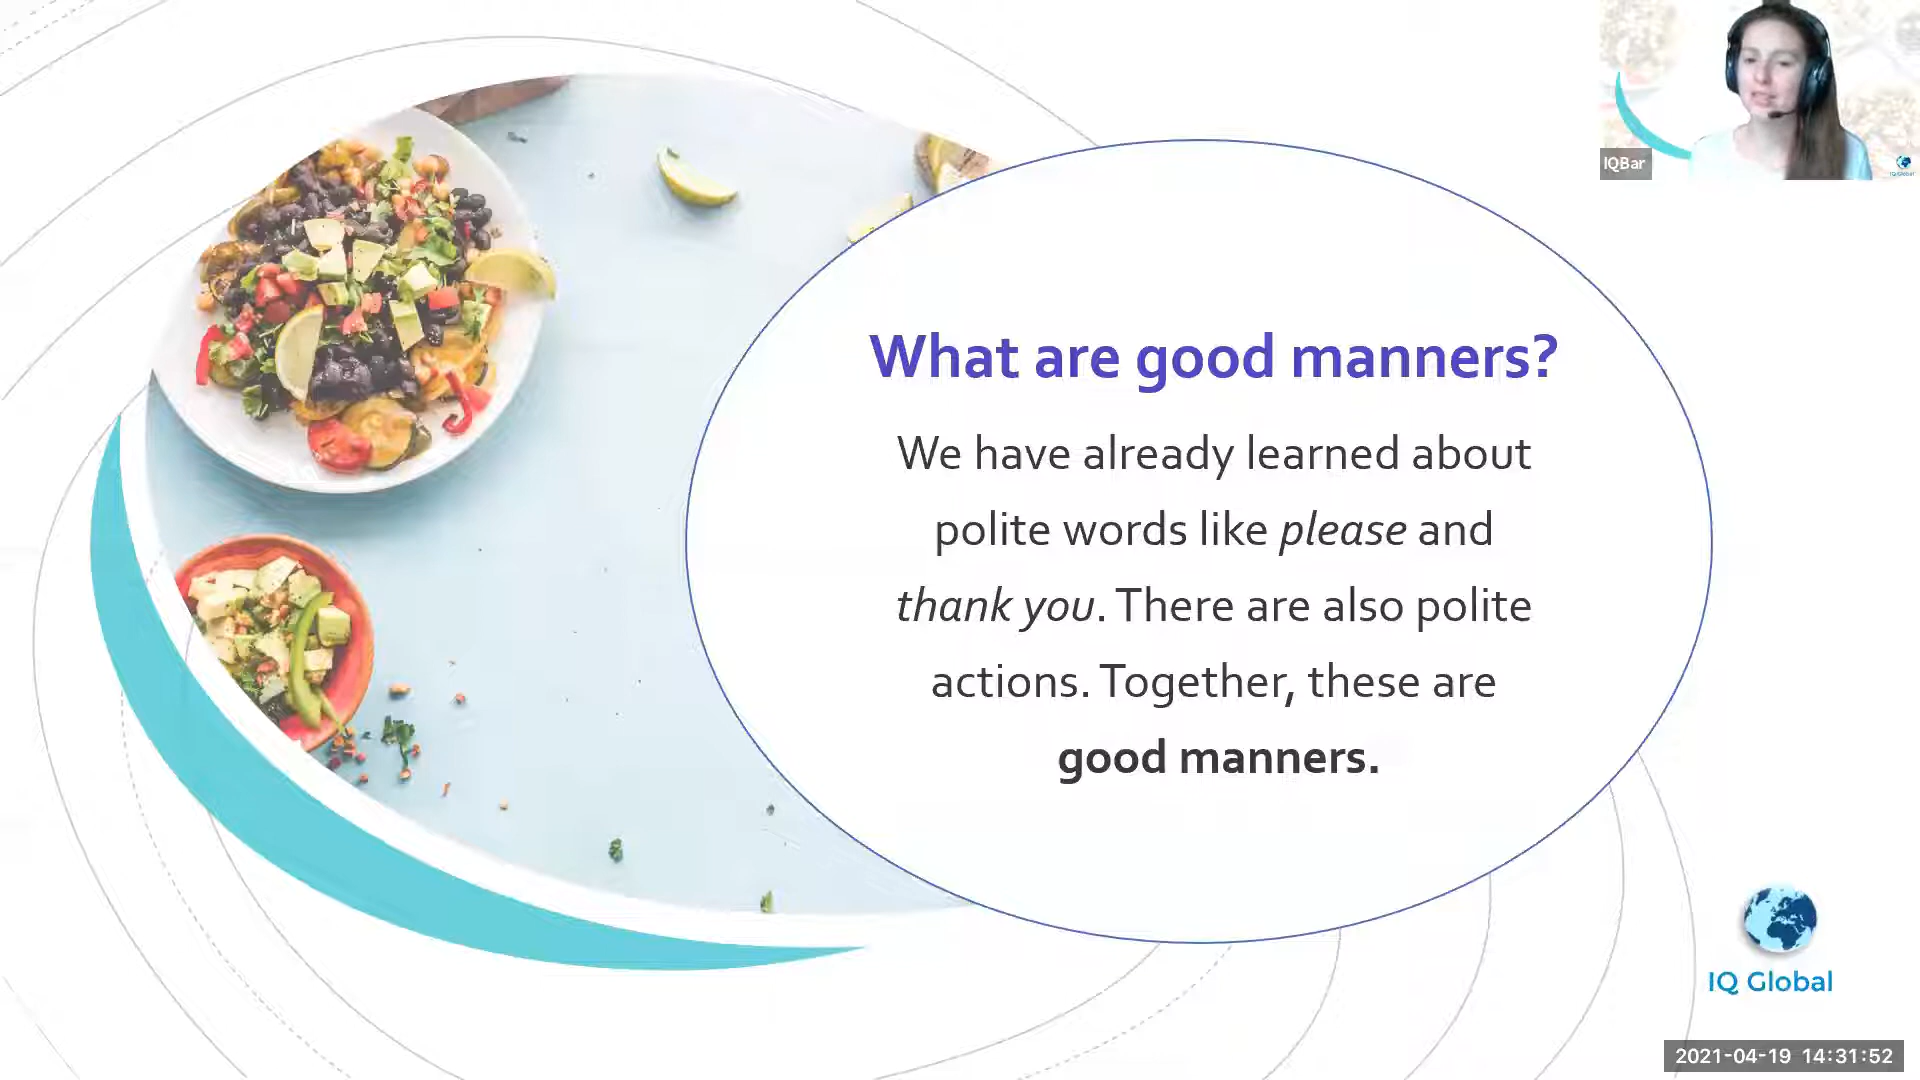 IQBar
What are good manners?
We have already learned about
polite words like please and
thank you. There are also polite
actions. Together, these are
good manners.
IQ Global
2021-04-19 14:31:52